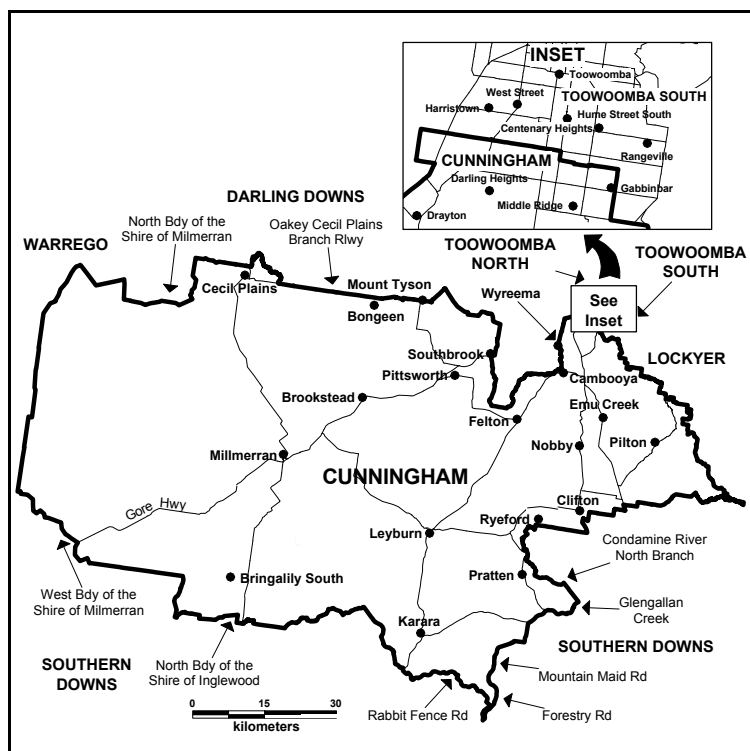 INSET
Toowoomba
West Street
TOOWOOMBA SOUTH
Harristown
Hume Street South
Centenary Heights
Rangeville
CUNNINGHAM
Darling Heights
Gabbinbar
Middle Ridge
Drayton
DARLING DOWNS
North Bdy of the
Shire of Milmerran
Oakey Cecil Plains
Branch Rlwy
WARREGO
TOOWOOMBA
NORTH
TOOWOOMBA
SOUTH
Cecil Plains
Mount Tyson
Wyreema
See
Inset
Bongeen
Southbrook
LOCKYER
Pittsworth
Cambooya
Brookstead
Emu Creek
Felton
Nobby
Pilton
Millmerran
CUNNINGHAM
Gore Hwy
Clifton
Ryeford
Leyburn
Condamine River
North Branch
West Bdy of the
Shire of Milmerran
Bringalily South
Pratten
Glengallan
Creek
Karara
SOUTHERN DOWNS
SOUTHERN
DOWNS
North Bdy of the
Shire of Inglewood
Mountain Maid Rd
0 15 30
kilometers
Rabbit Fence Rd
Forestry Rd